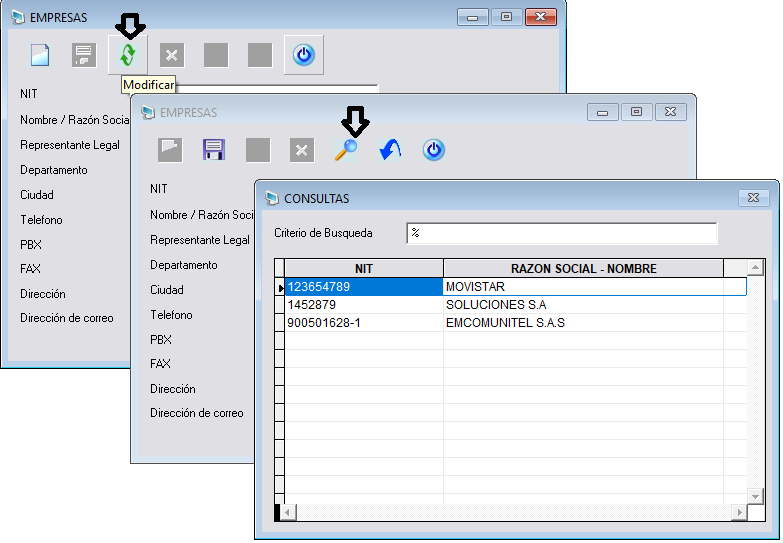 EMPRESAS
Modificar
NIT
Nombre / Razón Social
Representante Legal
Departamento
Ciudad
Telefono
PBX
FAX
Dirección
Dirección de correo
EMPRESAS
NIT
Nombre / Razón Soci
Representante Legal
Departamento
Ciudad
Telefono
PBX
FAX
Dirección
Dirección de correo
CONSULTAS
Criterio de Busqueda %
NIT RAZON SOCIAL - NOMBRE
123654789 MOVISTAR
1452879 SOLUCIONES S.A
900501628-1 EMCOMUNITEL S.A.S